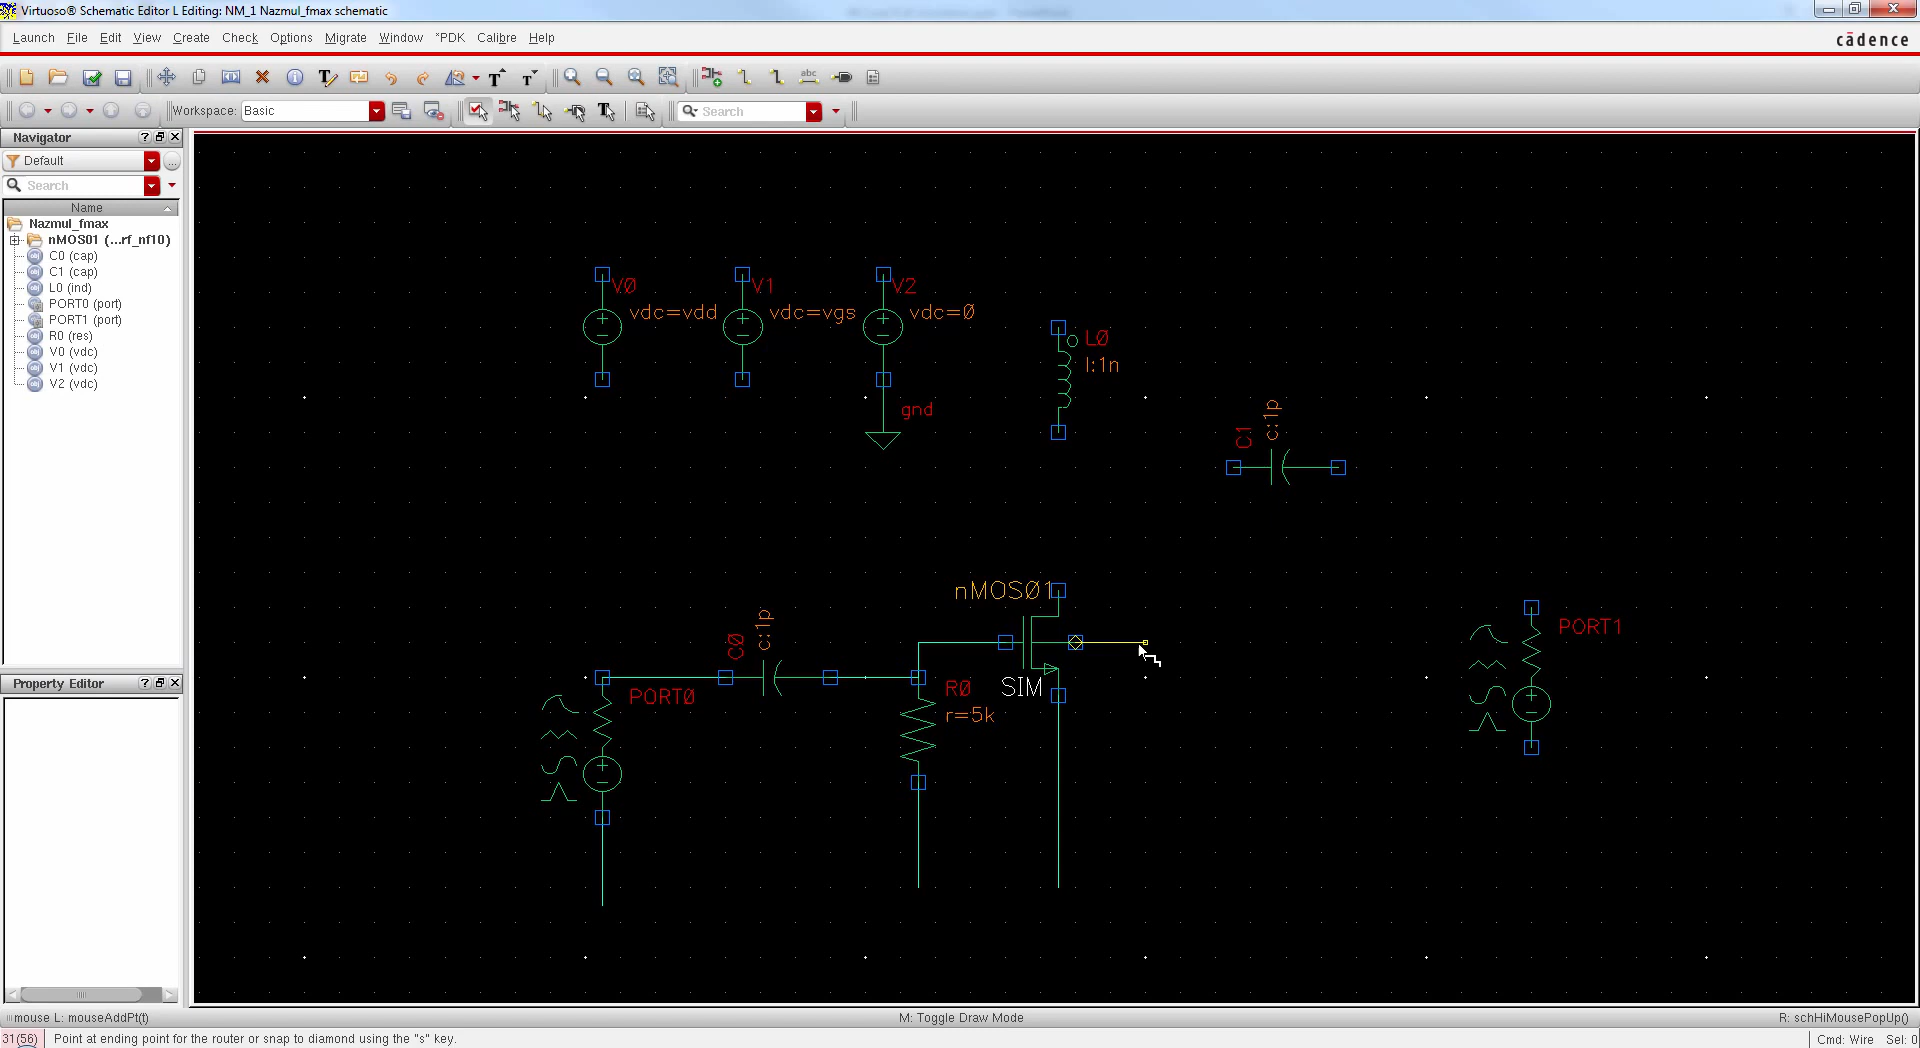 Virtuoso® Schematic Editor L Editing: NM_1 Nazmul_fmax schematic
Launch File Edit View Create Check Options Migrate Window *PDK Calibre Help
cādence
Workspace: Basic
Search
Navigator
Default
Search
Name
Nazmul_fmax
nMOS01 (...rf_nf10)
C0 (cap)
C1 (cap)
L0 (ind)
PORT0 (port)
PORT1 (port)
R0 (res)
V0 (vdc)
V1 (vdc)
V2 (vdc)
Property Editor
V0
vdc=vdd
V1
vdc=vgs
V2
vdc=0
gnd
L0
l:1n
C1
c:1p
nMOS01
SIM
C0
c:1p
PORT0
R0
r=5k
PORT1
mouse L: mouseAddPt(t)
M: Toggle Draw Mode
R: schHiMousePopUp()
31(56)
Point at ending point for the router or snap to diamond using the "s" key.
Cmd: Wire Sel: 0